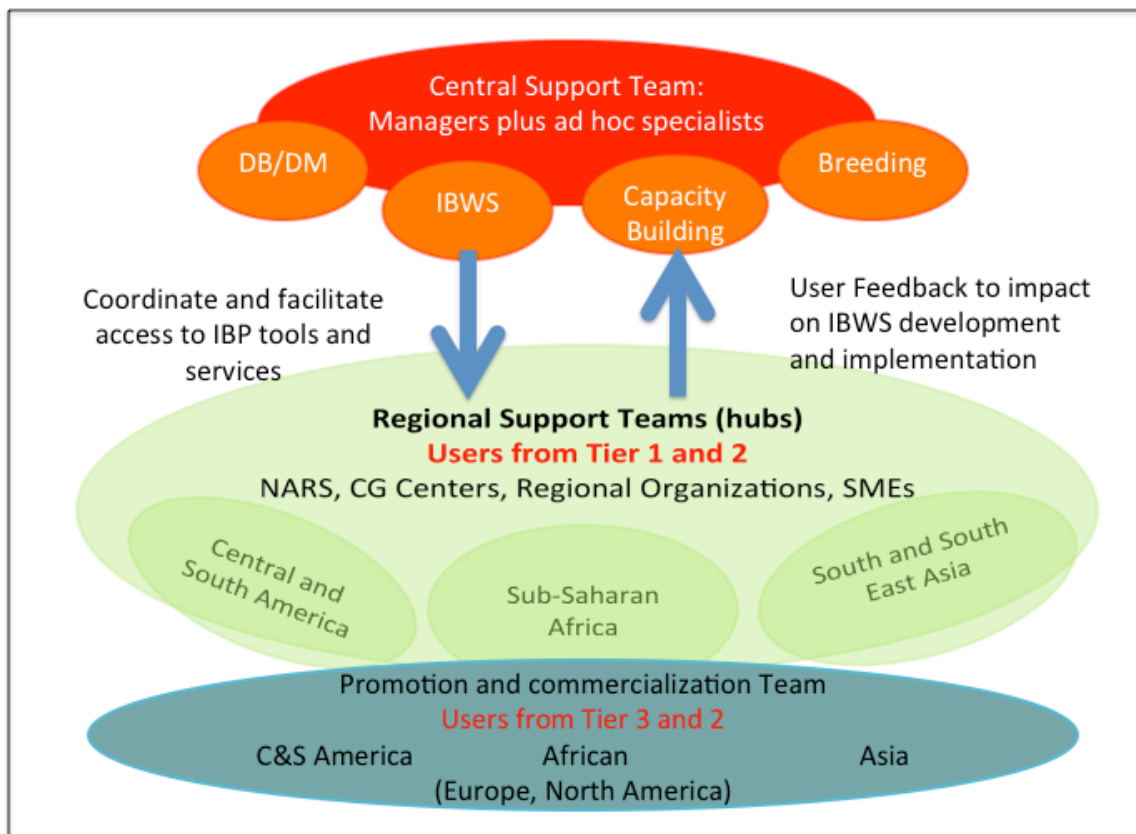 Central Support Team:
Managers plus ad hoc specialists
DB/DM
IBWS
Capacity
Building
Breeding
Coordinate and facilitate
access to IBP tools and
services
User Feedback to impact
on IBWS development
and implementation
Regional Support Teams (hubs)
Users from Tier 1 and 2
NARS, CG Centers, Regional Organizations, SMEs
Central and
South America
Sub-Saharan
Africa
South and South
East Asia
Promotion and commercialization Team
Users from Tier 3 and 2
C&S America African Asia
(Europe, North America)